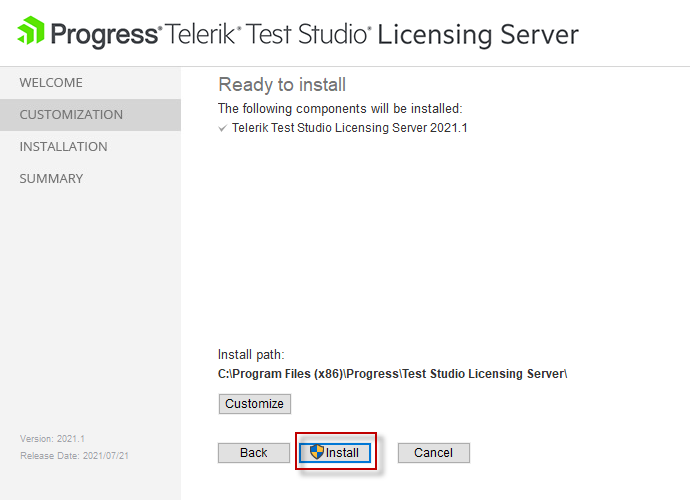 Progress® Telerik® Test Studio® Licensing Server
WELCOME
CUSTOMIZATION
INSTALLATION
SUMMARY
Ready to install
The following components will be installed:
Telerik Test Studio Licensing Server 2021.1
Install path:
C:\Program Files (x86)\Progress\Test Studio Licensing Server\
Customize
Back
Install
Cancel
Version: 2021.1
Release Date: 2021/07/21